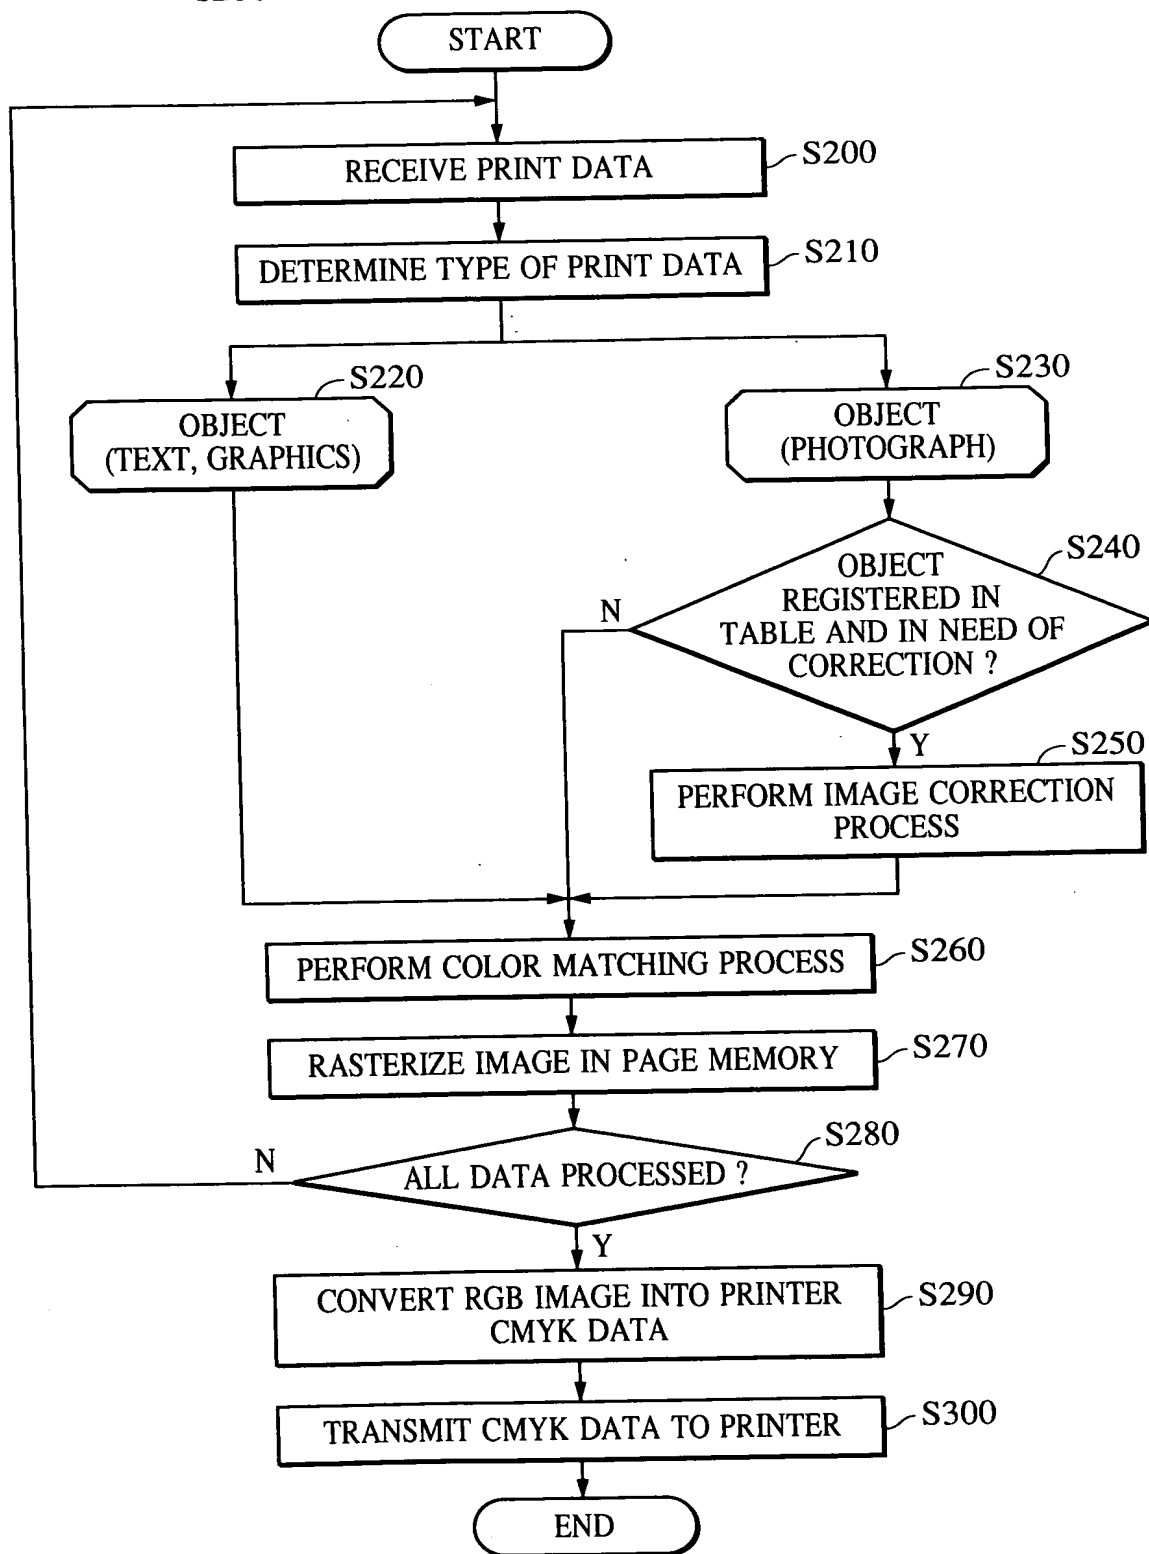 START
RECEIVE PRINT DATA
S200
DETERMINE TYPE OF PRINT DATA
S210
S220
OBJECT
(TEXT, GRAPHICS)
S230
OBJECT
(PHOTOGRAPH)
S240
OBJECT
REGISTERED IN
TABLE AND IN NEED OF
CORRECTION ?
N
Y
S250
PERFORM IMAGE CORRECTION
PROCESS
PERFORM COLOR MATCHING PROCESS
S260
RASTERIZE IMAGE IN PAGE MEMORY
S270
S280
ALL DATA PROCESSED ?
N
Y
CONVERT RGB IMAGE INTO PRINTER
CMYK DATA
S290
TRANSMIT CMYK DATA TO PRINTER
S300
END